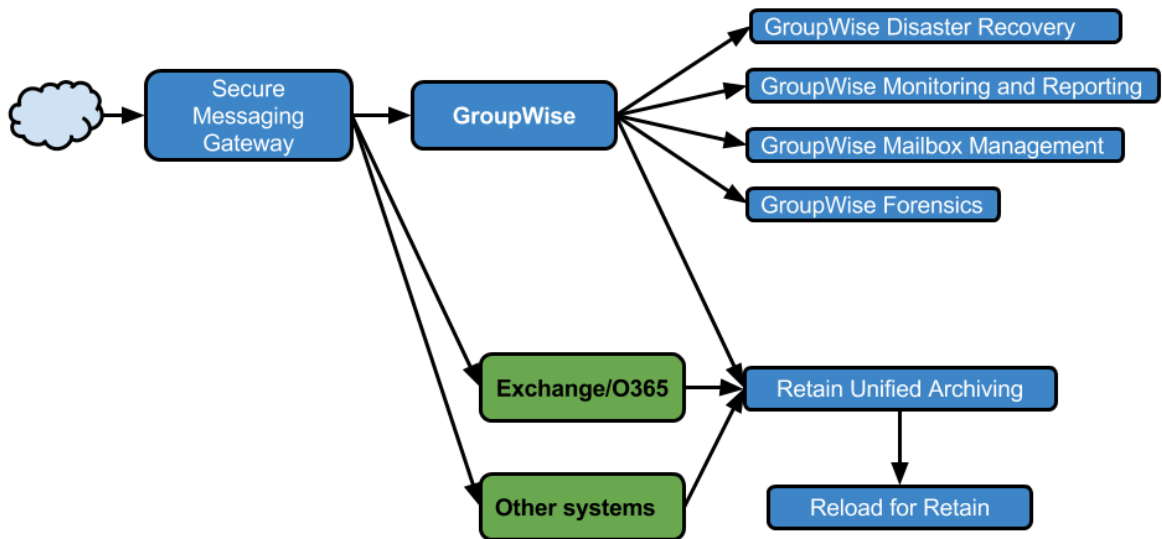 Secure
Messaging
Gateway
GroupWise
GroupWise Disaster Recovery
GroupWise Monitoring and Reporting
GroupWise Mailbox Management
GroupWise Forensics
Exchange/O365
Retain Unified Archiving
Other systems
Reload for Retain